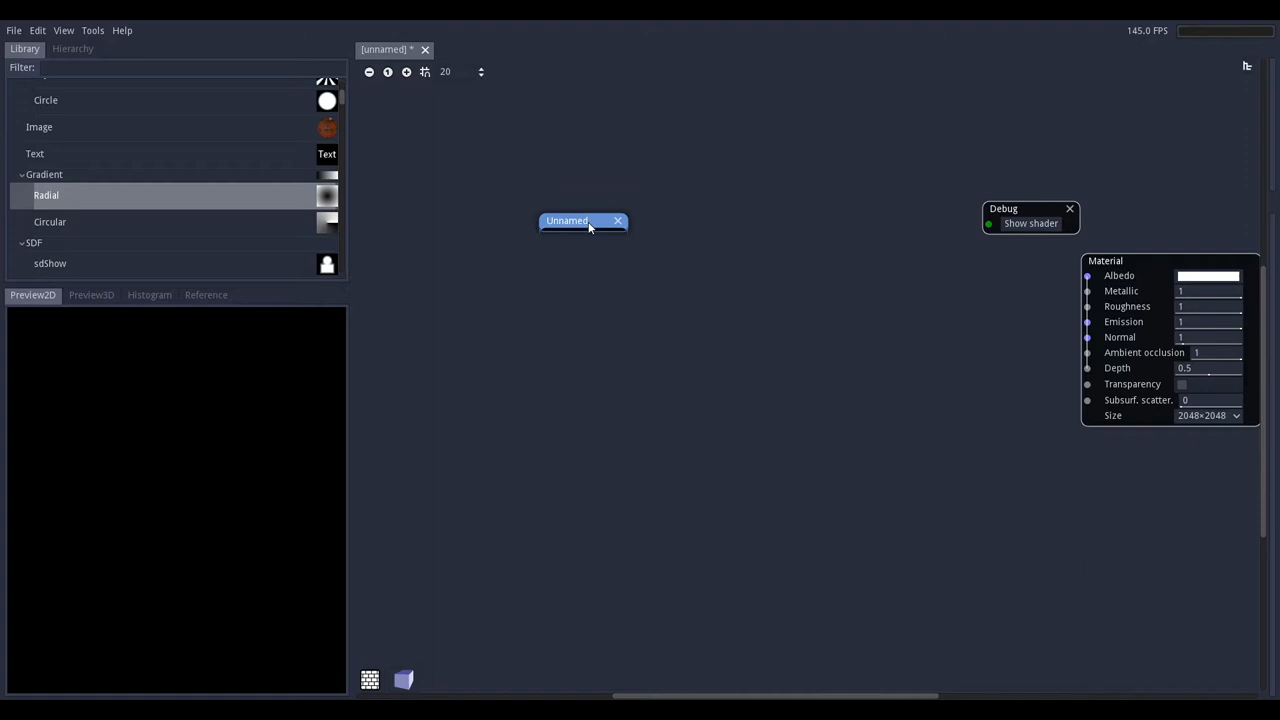 File Edit View Tools Help
145.0 FPS
Library Hierarchy
[unnamed] *
Filter:
20
Circle
Image
Text
Text
Gradient
Radial
Circular
SDF
sdShow
Unnamed
Debug
Show shader
Material
Albedo
Metallic 1
Roughness 1
Emission 1
Normal 1
Ambient occlusion 1
Depth 0.5
Transparency
Subsurf. scatter. 0
Size 2048×2048
Preview2D Preview3D Histogram Reference